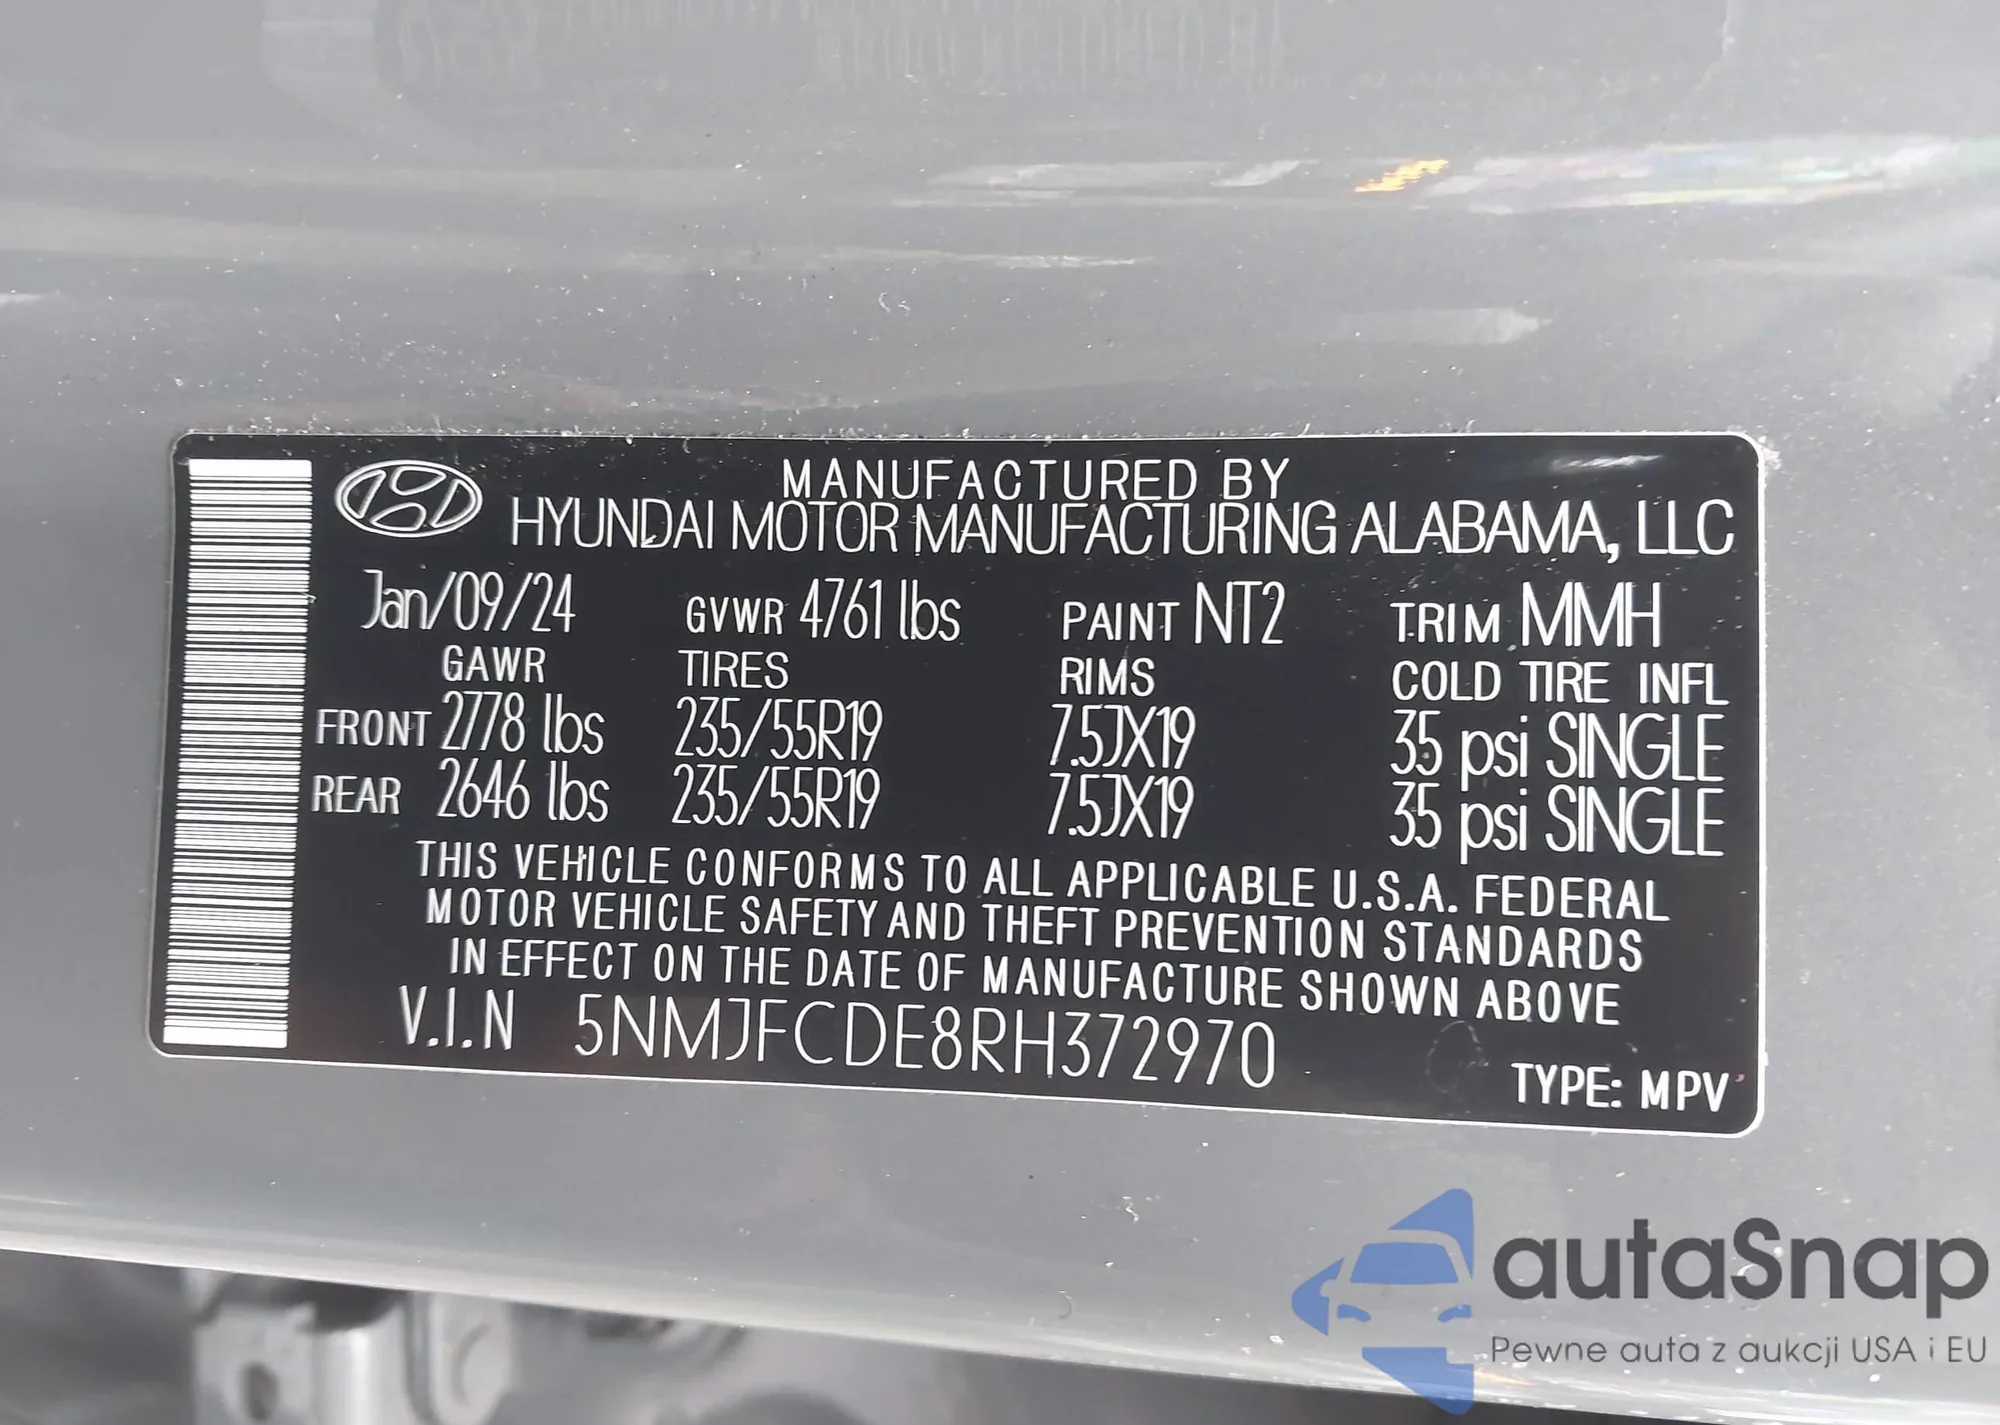 MANUFACTURED BY
HYUNDAI MOTOR MANUFACTURING ALABAMA, LLC
Jan/09/24 GVWR 4761 lbs PAINT NT2 TRIM MMH
GAWR TIRES RIMS COLD TIRE INFL
FRONT 2778 lbs 235/55R19 7.5JX19 35 psi SINGLE
REAR 2646 lbs 235/55R19 7.5JX19 35 psi SINGLE
THIS VEHICLE CONFORMS TO ALL APPLICABLE U.S.A. FEDERAL
MOTOR VEHICLE SAFETY AND THEFT PREVENTION STANDARDS
IN EFFECT ON THE DATE OF MANUFACTURE SHOWN ABOVE
V.I.N 5NMJFCDE8RH372970
TYPE: MPV
autaSnap
Pewne auta z aukcji USA i EU